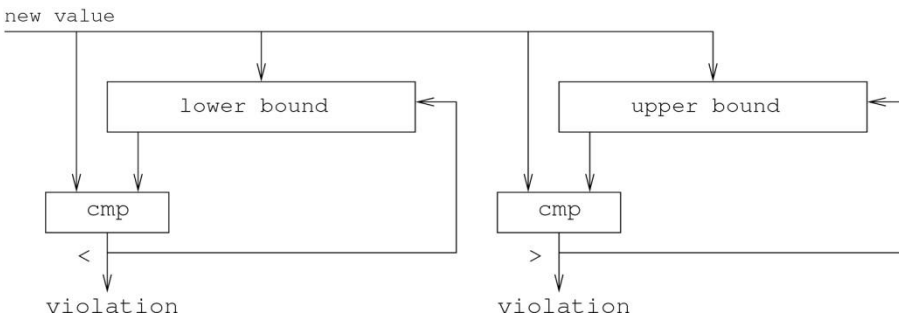 new value
lower bound
upper bound
cmp
cmp
<
>
violation
violation